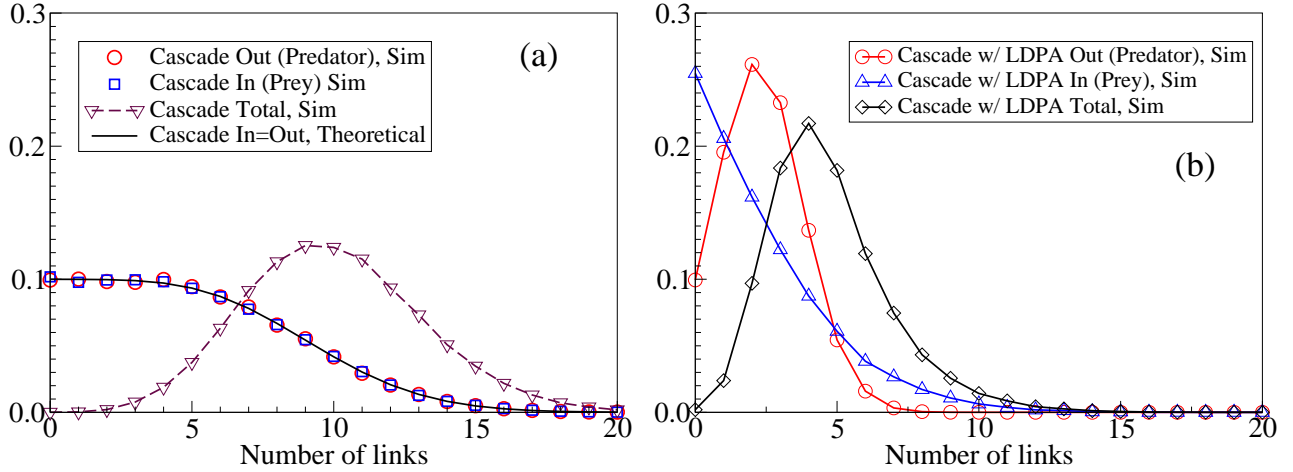 0.3
0.2
0.1
0.0
0
5
10
15
20
Number of links
Cascade Out (Predator), Sim
Cascade In (Prey) Sim
Cascade Total, Sim
Cascade In=Out, Theoretical
(a)
0.3
0.2
0.1
0.0
0
5
10
15
20
Number of links
Cascade w/ LDPA Out (Predator), Sim
Cascade w/ LDPA In (Prey), Sim
Cascade w/ LDPA Total, Sim
(b)